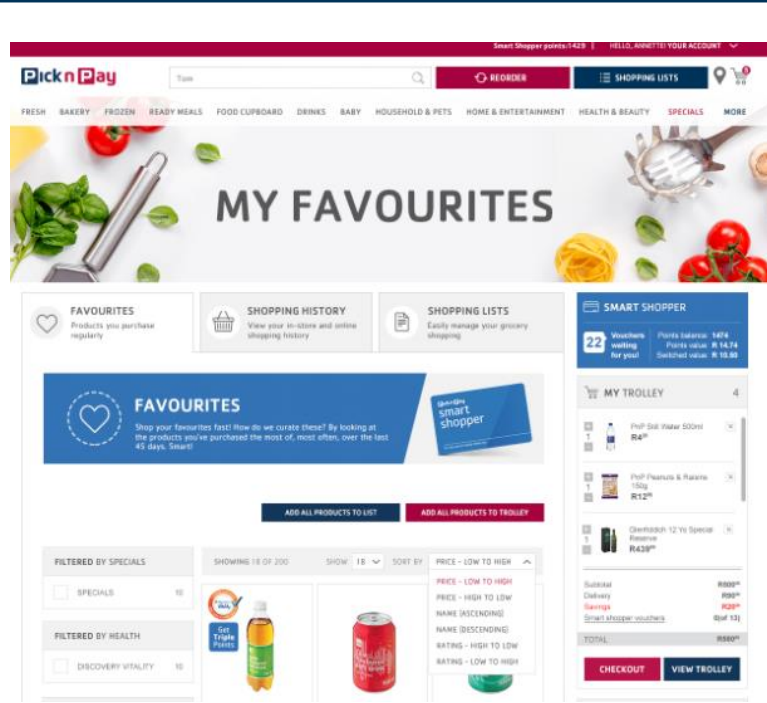 Smart Shopper points:1429 | HELLO, ANNETTE! YOUR ACCOUNT
Pick n Pay
REORDER
SHOPPING LISTS
FRESH BAKERY FROZEN READY MEALS FOOD CUPBOARD DRINKS BABY HOUSEHOLD & PETS HOME & ENTERTAINMENT HEALTH & BEAUTY SPECIALS MORE
MY FAVOURITES
FAVOURITES
Products you purchase
regularly
SHOPPING HISTORY
View your in-store and online
shopping history
SHOPPING LISTS
Easily manage your grocery
shopping
FAVOURITES
Shop your favourites fast! How do we curate these? By looking at
the products you've purchased the most of, most often, over the last
45 days. Smart!
smart
shopper
ADD ALL PRODUCTS TO LIST
ADD ALL PRODUCTS TO TROLLEY
FILTERED BY SPECIALS
SPECIALS 10
FILTERED BY HEALTH
DISCOVERY VITALITY 10
SHOWING 18 OF 200 SHOW 18 SORT BY PRICE - LOW TO HIGH
PRICE - LOW TO HIGH
PRICE - HIGH TO LOW
NAME (ASCENDING)
NAME (DESCENDING)
RATING - HIGH TO LOW
RATING - LOW TO HIGH
Get
Triple
Points
SMART SHOPPER
22
Vouchers
waiting
for you!
Points balance: 1474
Points value: R 14.74
Switched value: R 10.80
MY TROLLEY 4
PnP Still Water 500ml
1
R4
PnP Peanuts & Raisins
150g
1
R12
Glenfiddich 12 Yo Special
Reserve
1
R439
Subtotal
Delivery
Savings
Smart shopper vouchers 0(of 13)
TOTAL
CHECKOUT
VIEW TROLLEY